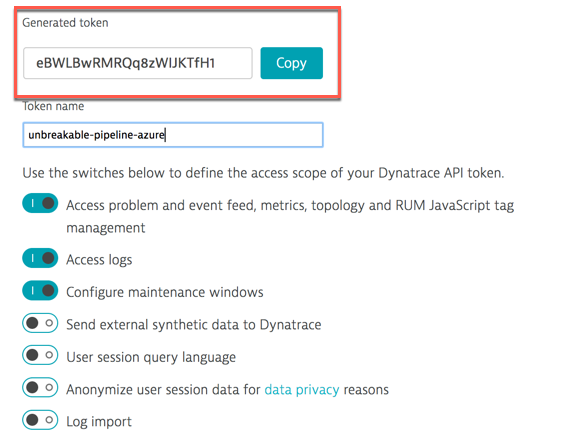 Generated token
eBWLBwRMRQq8zWIJKTfH1
Copy
Token name
unbreakable-pipeline-azure
Use the switches below to define the access scope of your Dynatrace API token.
Access problem and event feed, metrics, topology and RUM JavaScript tag
management
Access logs
Configure maintenance windows
Send external synthetic data to Dynatrace
User session query language
Anonymize user session data for data privacy reasons
Log import